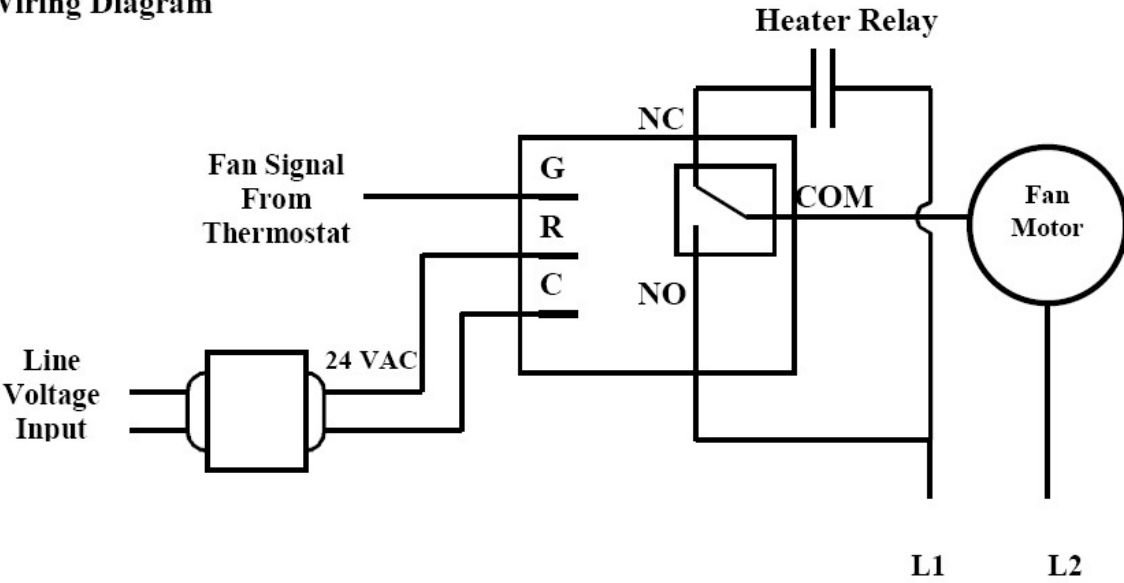 Wiring Diagram
Heater Relay
NC
Fan Signal
From
Thermostat
G
R
C
COM
NO
Fan
Motor
Line
Voltage
Input
24 VAC
L1
L2